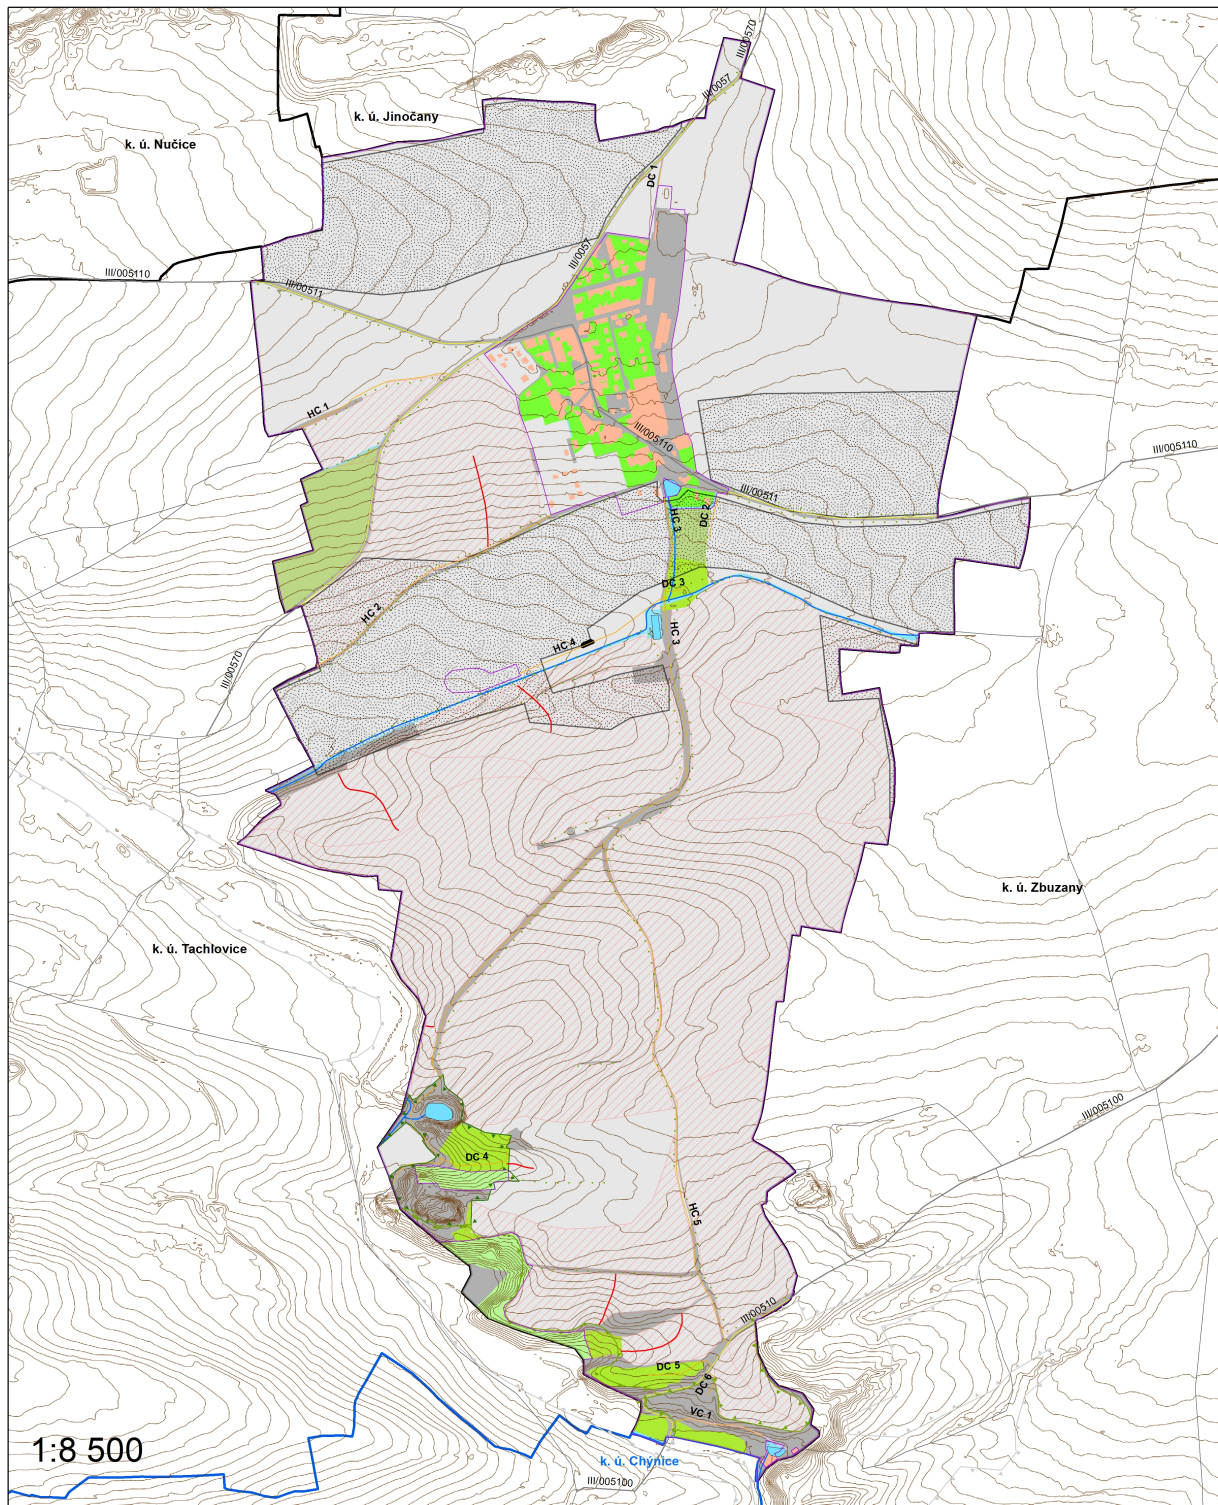 III/00570
III/0057
k. ú. Jinočany
k. ú. Nučice
DC 1
III/0057
III/005110
III/00511
HC 1
III/005110
III/005110
III/00511
HC 3
DC 2
DC 3
HC 2
HC 3
HC 4
III/00570
k. ú. Zbuzany
k. ú. Tachlovice
III/005100
DC 4
HC 5
III/00510
DC 5
DC 6
VC 1
1:8 500
k. ú. Chýnice
III/005100